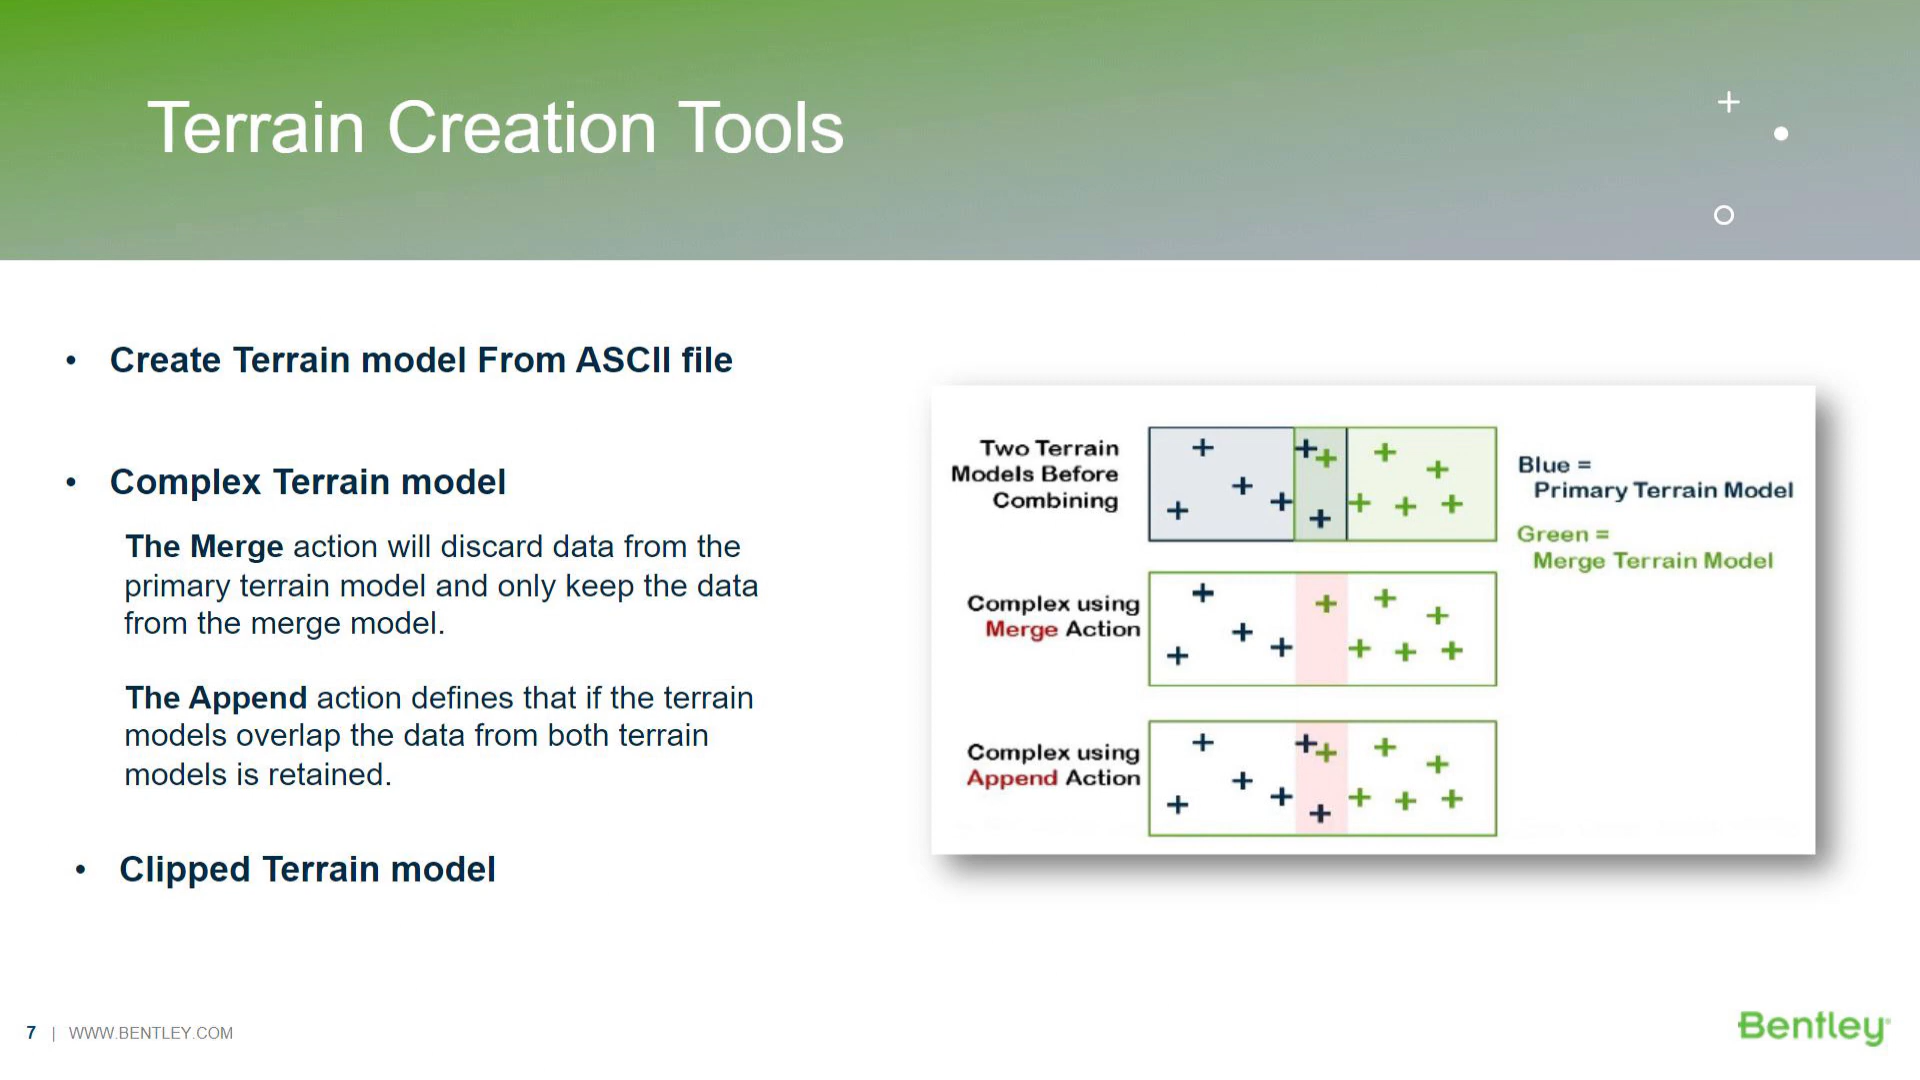 Terrain Creation Tools
• Create Terrain model From ASCII file
• Complex Terrain model
The Merge action will discard data from the
primary terrain model and only keep the data
from the merge model.
The Append action defines that if the terrain
models overlap the data from both terrain
models is retained.
• Clipped Terrain model
Two Terrain
Models Before
Combining
Blue =
Primary Terrain Model
Green =
Merge Terrain Model
Complex using
Merge Action
Complex using
Append Action
7 | WWW.BENTLEY.COM
Bentley